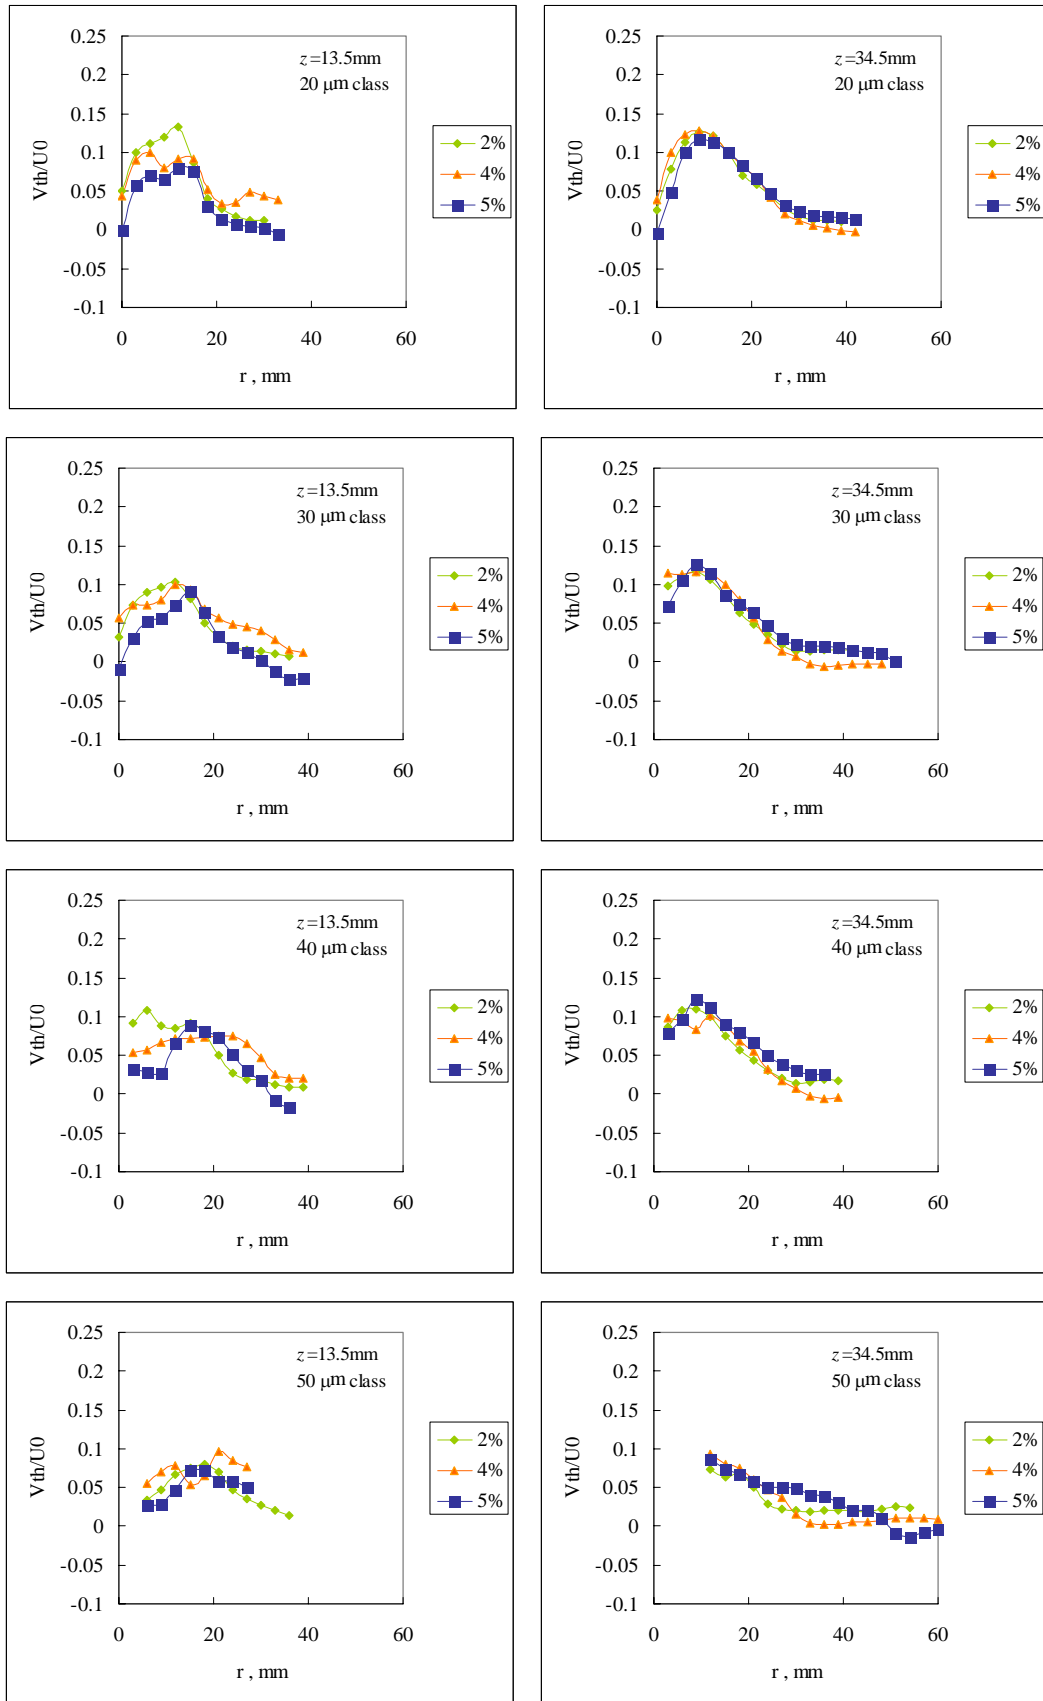 0.25
0.2
0.15
0.1
0.05
0
-0.05
-0.1
Vth/U0
z=13.5mm
20 μm class
2%
4%
5%
0 20 40 60
r , mm
0.25
0.2
0.15
0.1
0.05
0
-0.05
-0.1
Vth/U0
z=34.5mm
20 μm class
2%
4%
5%
0 20 40 60
r , mm
0.25
0.2
0.15
0.1
0.05
0
-0.05
-0.1
Vth/U0
z=13.5mm
30 μm class
2%
4%
5%
0 20 40 60
r , mm
0.25
0.2
0.15
0.1
0.05
0
-0.05
-0.1
Vth/U0
z=34.5mm
30 μm class
2%
4%
5%
0 20 40 60
r , mm
0.25
0.2
0.15
0.1
0.05
0
-0.05
-0.1
Vth/U0
z=13.5mm
40 μm class
2%
4%
5%
0 20 40 60
r , mm
0.25
0.2
0.15
0.1
0.05
0
-0.05
-0.1
Vth/U0
z=34.5mm
40 μm class
2%
4%
5%
0 20 40 60
r , mm
0.25
0.2
0.15
0.1
0.05
0
-0.05
-0.1
Vth/U0
z=13.5mm
50 μm class
2%
4%
5%
0 20 40 60
r , mm
0.25
0.2
0.15
0.1
0.05
0
-0.05
-0.1
Vth/U0
z=34.5mm
50 μm class
2%
4%
5%
0 20 40 60
r , mm